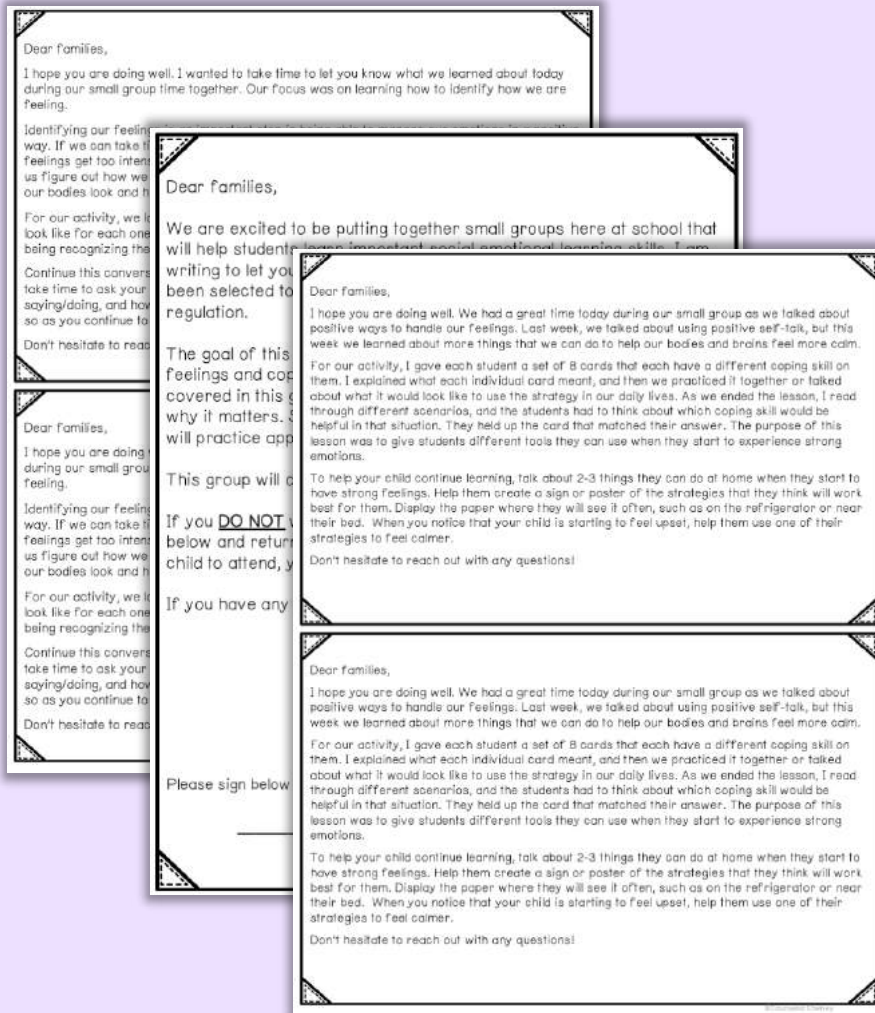 Dear families,
I hope you are doing well. I wanted to take time to let you know what we learned about today
during our small group time together. Our focus was on learning how to identify how we are
feeling.
Identifying our feeling
way. If we can take ti
feelings get too intens
us figure out how we
our bodies look and h
For our activity, we lo
look like for each one
being recognizing the
Continue this convers
take time to ask your
saying/doing, and how
so as you continue to
Don't hesitate to reac
Dear families,
I hope you are doing
during our small grou
feeling.
Identifying our feeling
way. If we can take ti
feelings get too intens
us figure out how we
our bodies look and h
For our activity, we lo
look like for each one
being recognizing the
Continue this convers
take time to ask your
saying/doing, and how
so as you continue to
Don't hesitate to reac
Dear families,
We are excited to be putting together small groups here at school that
will help students learn important social emotional learning skills. I am
writing to let you
been selected to
regulation.
The goal of this
feelings and cop
covered in this g
why it matters. S
will practice app
This group will o
If you DO NOT w
below and return
child to attend, y
If you have any
Please sign below
Dear families,
I hope you are doing well. We had a great time today during our small group as we talked about
positive ways to handle our feelings. Last week, we talked about using positive self-talk, but this
week we learned about more things that we can do to help our bodies and brains feel more calm.
For our activity, I gave each student a set of 8 cards that each have a different coping skill on
them. I explained what each individual card meant, and then we practiced it together or talked
about what it would look like to use the strategy in our daily lives. As we ended the lesson, I read
through different scenarios, and the students had to think about which coping skill would be
helpful in that situation. They held up the card that matched their answer. The purpose of this
lesson was to give students different tools they can use when they start to experience strong
emotions.
To help your child continue learning, talk about 2-3 things they can do at home when they start to
have strong feelings. Help them create a sign or poster of the strategies that they think will work
best for them. Display the paper where they will see it often, such as on the refrigerator or near
their bed. When you notice that your child is starting to feel upset, help them use one of their
strategies to feel calmer.
Don't hesitate to reach out with any questions!
Dear families,
I hope you are doing well. We had a great time today during our small group as we talked about
positive ways to handle our feelings. Last week, we talked about using positive self-talk, but this
week we learned about more things that we can do to help our bodies and brains feel more calm.
For our activity, I gave each student a set of 8 cards that each have a different coping skill on
them. I explained what each individual card meant, and then we practiced it together or talked
about what it would look like to use the strategy in our daily lives. As we ended the lesson, I read
through different scenarios, and the students had to think about which coping skill would be
helpful in that situation. They held up the card that matched their answer. The purpose of this
lesson was to give students different tools they can use when they start to experience strong
emotions.
To help your child continue learning, talk about 2-3 things they can do at home when they start to
have strong feelings. Help them create a sign or poster of the strategies that they think will work
best for them. Display the paper where they will see it often, such as on the refrigerator or near
their bed. When you notice that your child is starting to feel upset, help them use one of their
strategies to feel calmer.
Don't hesitate to reach out with any questions!